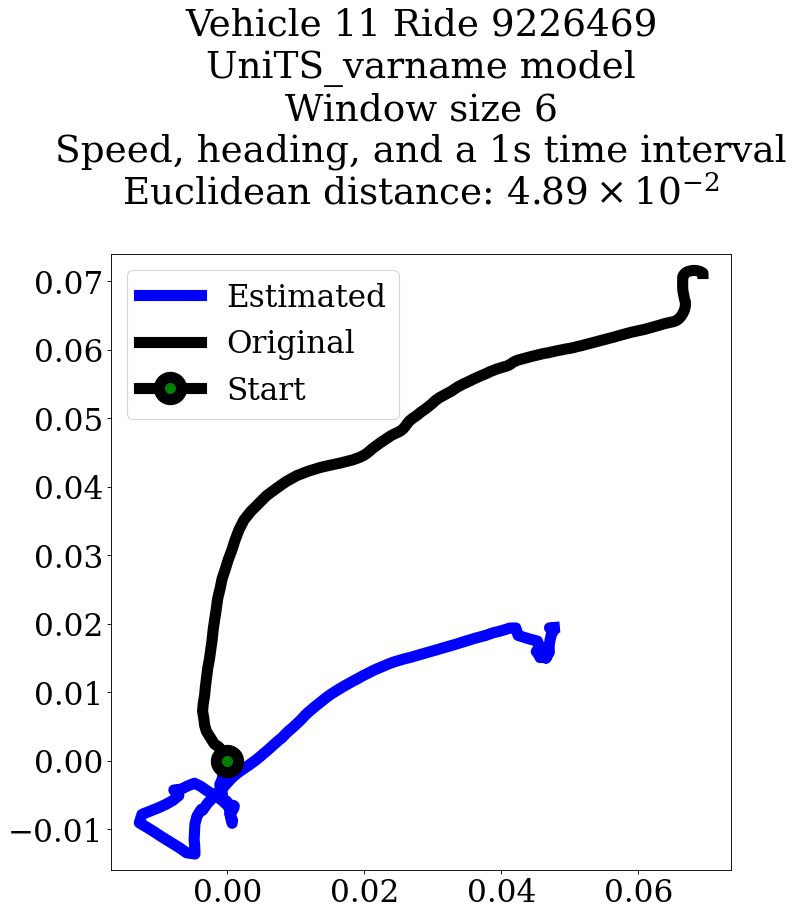 Vehicle 11 Ride 9226469
UniTS_varname model
Window size 6
Speed, heading, and a 1s time interval
Euclidean distance: 4.89 × 10⁻²
Estimated
Original
Start
0.07
0.06
0.05
0.04
0.03
0.02
0.01
0.00
−0.01
0.00 0.02 0.04 0.06